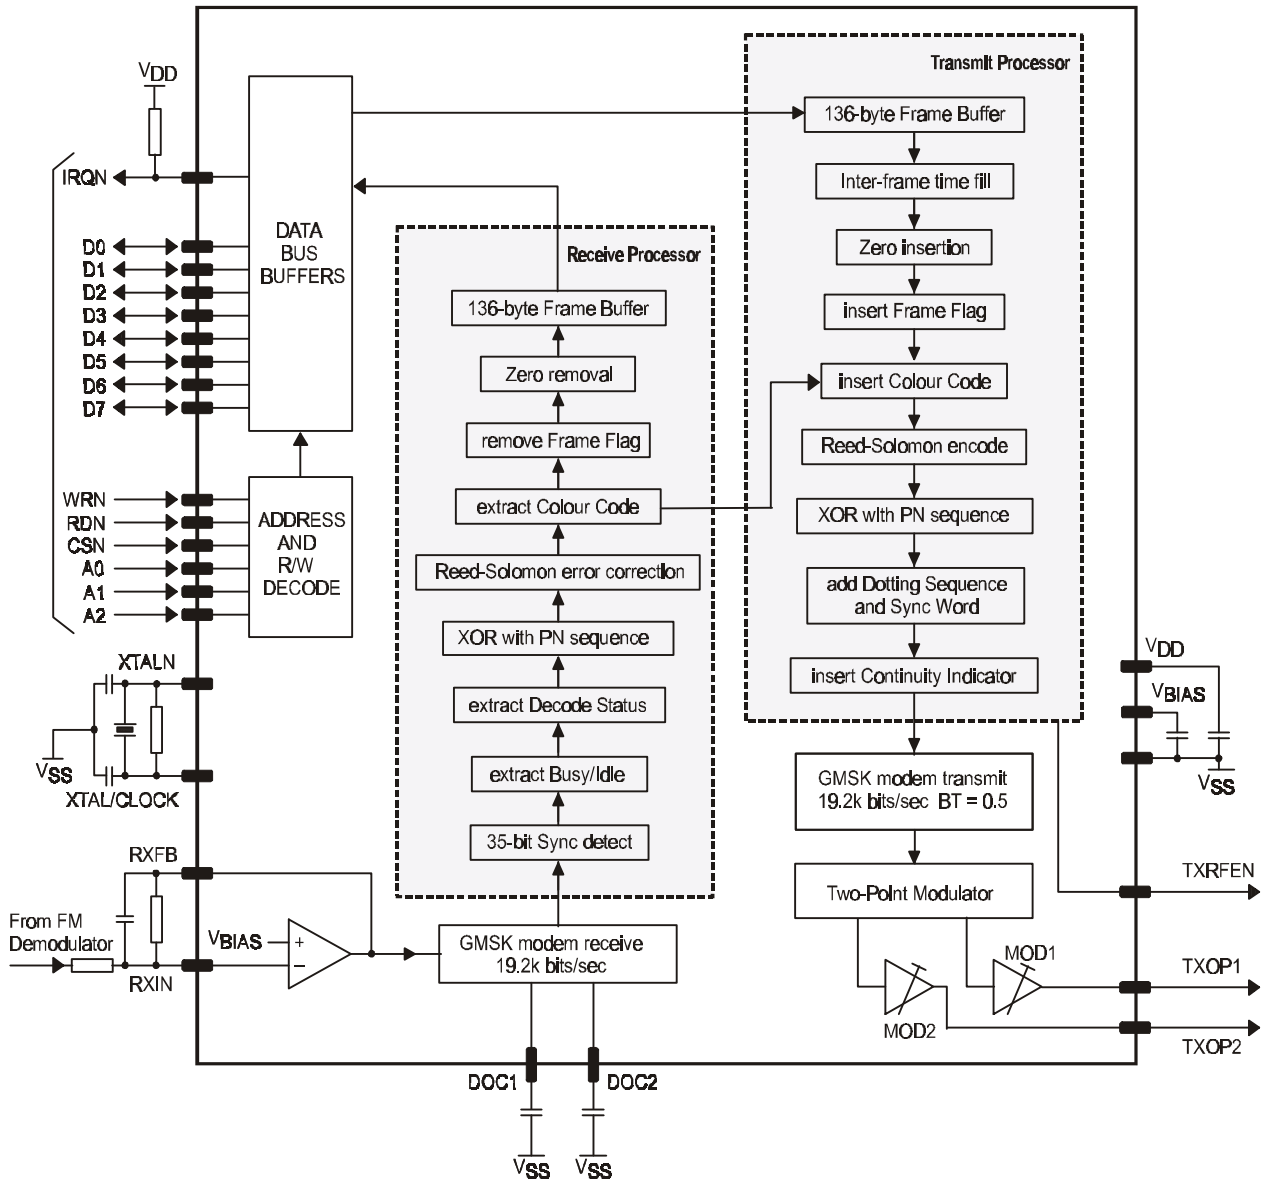 Transmit Processor
136-byte Frame Buffer
Inter-frame time fill
Zero insertion
insert Frame Flag
insert Colour Code
Reed-Solomon encode
XOR with PN sequence
add Dotting Sequence
and Sync Word
insert Continuity Indicator
GMSK modem transmit
19.2k bits/sec BT = 0.5
Two-Point Modulator
MOD1
MOD2
Receive Processor
136-byte Frame Buffer
Zero removal
remove Frame Flag
extract Colour Code
Reed-Solomon error correction
XOR with PN sequence
extract Decode Status
extract Busy/Idle
35-bit Sync detect
GMSK modem receive
19.2k bits/sec
VDD
IRQN
D0
D1
D2
D3
D4
D5
D6
D7
DATA
BUS
BUFFERS
WRN
RDN
CSN
A0
A1
A2
ADDRESS
AND
R/W
DECODE
XTALN
VSS
XTAL/CLOCK
RXFB
From FM
Demodulator
RXIN
VBIAS
+
−
DOC1
DOC2
VSS
VSS
VDD
VBIAS
VSS
TXRFEN
TXOP1
TXOP2